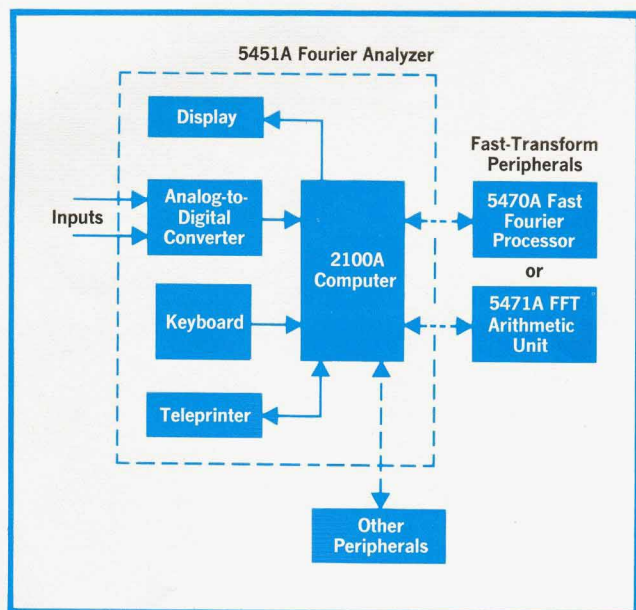 5451A Fourier Analyzer
Display
Inputs
Analog-to-
Digital
Converter
2100A
Computer
Keyboard
Teleprinter
Fast-Transform
Peripherals
5470A Fast
Fourier
Processor
or
5471A FFT
Arithmetic
Unit
Other
Peripherals